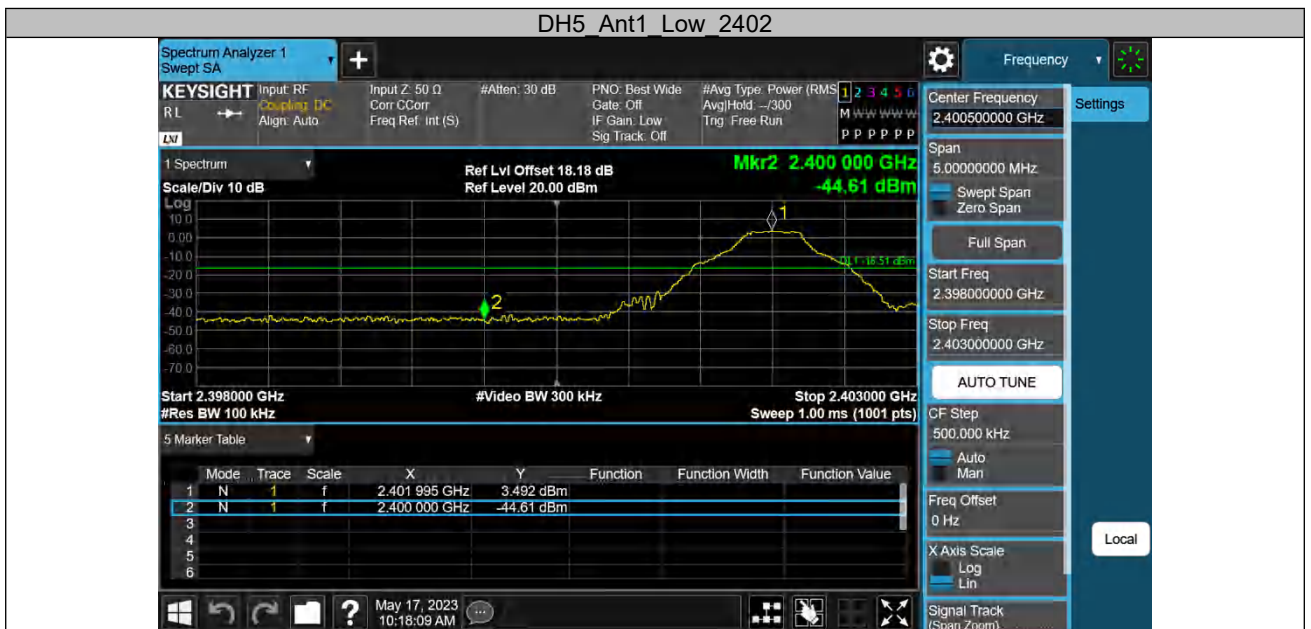 DH5_Ant1_Low_2402
Spectrum Analyzer 1
Swept SA
Frequency
KEYSIGHT
R L
LXI
Input: RF
Coupling: DC
Align: Auto
Input Z: 50 Ω
Corr CCorr
Freq Ref: Int (S)
#Atten: 30 dB
PNO: Best Wide
Gate: Off
IF Gain: Low
Sig Track: Off
#Avg Type: Power (RMS
Avg|Hold: --/300
Trig: Free Run
1 2 3 4 5 6
M W W W W W
P P P P P P
1 Spectrum
Scale/Div 10 dB
Ref Lvl Offset 18.18 dB
Ref Level 20.00 dBm
Mkr2 2.400 000 GHz
-44.61 dBm
Log
10.0
0.00
-10.0
-20.0
-30.0
-40.0
-50.0
-60.0
-70.0
1
DL1 -16.51 dBm
2
Start 2.398000 GHz
#Res BW 100 kHz
#Video BW 300 kHz
Stop 2.403000 GHz
Sweep 1.00 ms (1001 pts)
5 Marker Table
Mode Trace Scale X Y Function Function Width Function Value
1 N 1 f 2.401 995 GHz 3.492 dBm
2 N 1 f 2.400 000 GHz -44.61 dBm
3
4
5
6
May 17, 2023
10:18:09 AM
Center Frequency
2.400500000 GHz
Settings
Span
5.00000000 MHz
Swept Span
Zero Span
Full Span
Start Freq
2.398000000 GHz
Stop Freq
2.403000000 GHz
AUTO TUNE
CF Step
500.000 kHz
Auto
Man
Freq Offset
0 Hz
X Axis Scale
Log
Lin
Local
Signal Track
(Span Zoom)